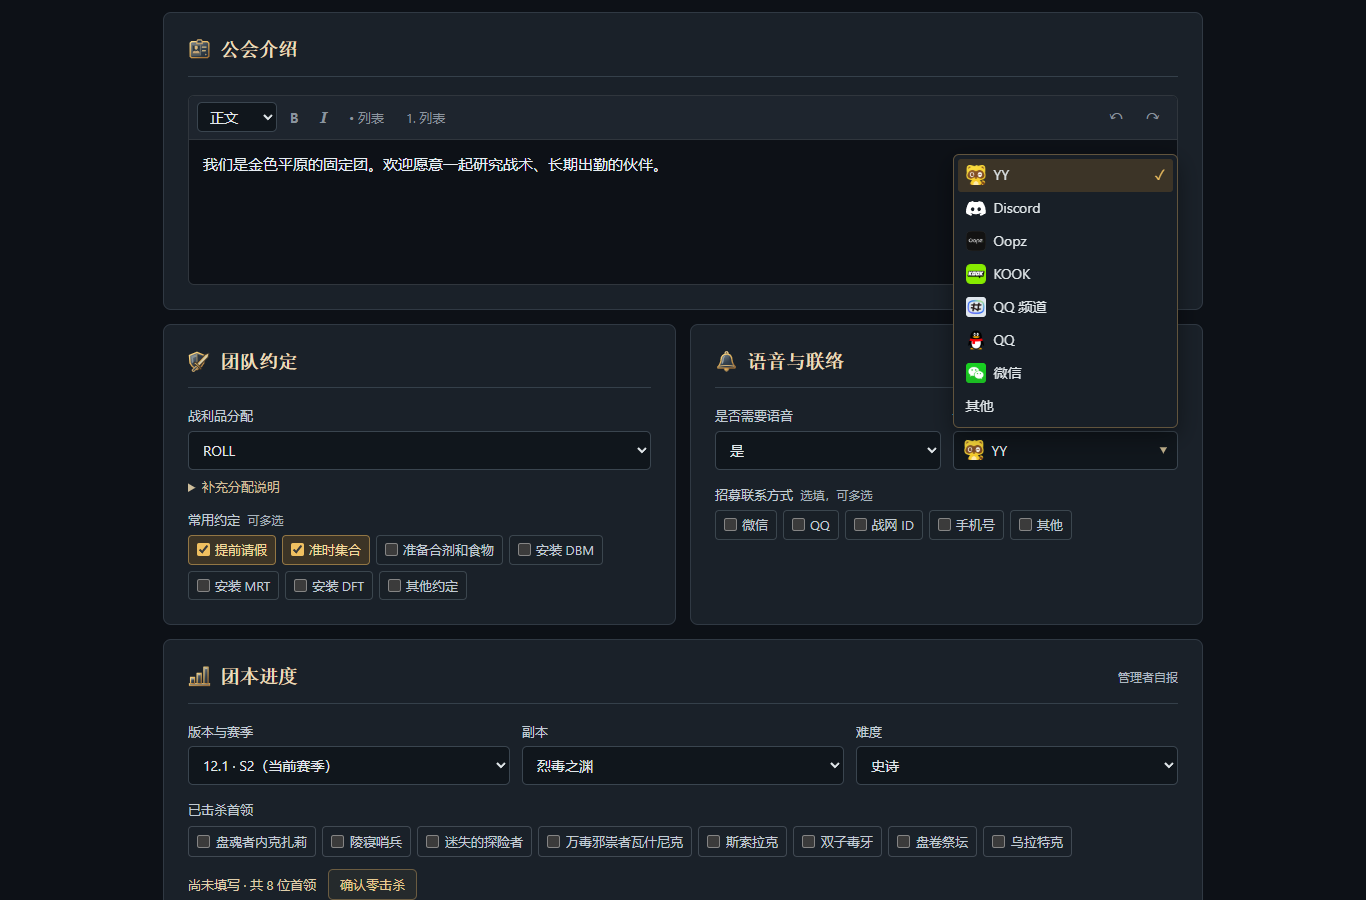 公会介绍
正文 B I • 列表 1. 列表
我们是金色平原的固定团。欢迎愿意一起研究战术、长期出勤的伙伴。
YY
Discord
Oopz
KOOK
QQ 频道
QQ
微信
其他
团队约定
战利品分配
ROLL
补充分配说明
常用约定 可多选
提前请假 准时集合 准备合剂和食物 安装 DBM
安装 MRT 安装 DFT 其他约定
语音与联络
是否需要语音
是 YY
招募联系方式 选填，可多选
微信 QQ 战网 ID 手机号 其他
团本进度 管理者自报
版本与赛季 副本 难度
12.1 · S2（当前赛季） 烈毒之渊 史诗
已击杀首领
盘魂者内克扎莉 陵寝哨兵 迷失的探险者 万毒邪祟者瓦什尼克 斯索拉克 双子毒牙 盘卷祭坛 乌拉特克
尚未填写 · 共 8 位首领 确认零击杀